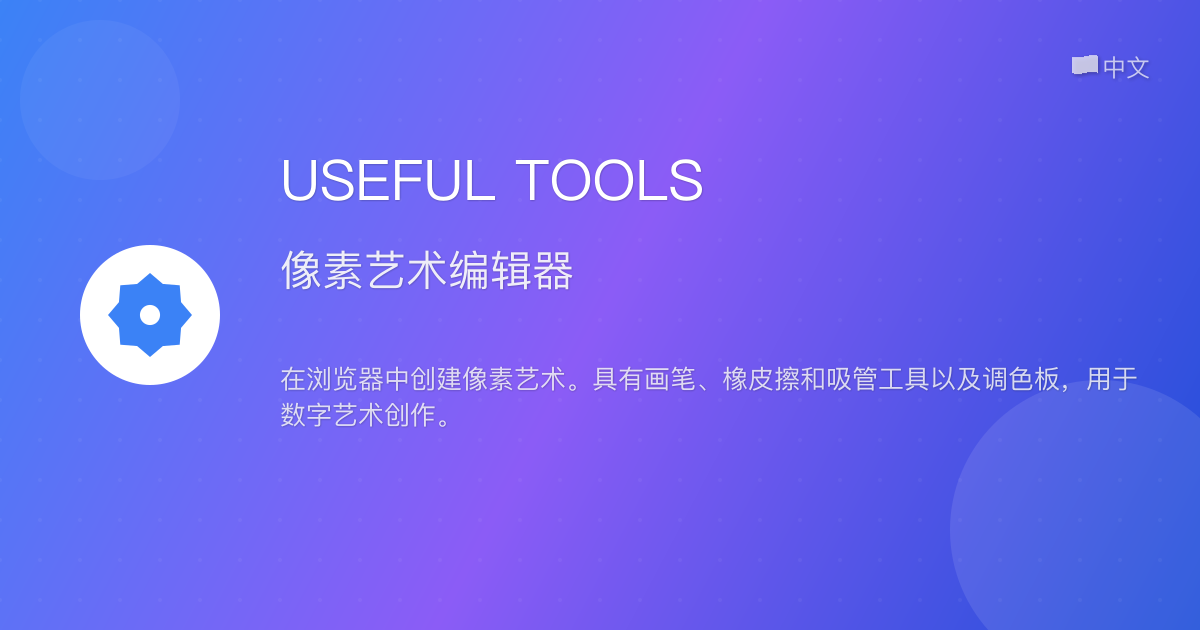 中文
USEFUL TOOLS
像素艺术编辑器
在浏览器中创建像素艺术。具有画笔、橡皮擦和吸管工具以及调色板，用于
数字艺术创作。